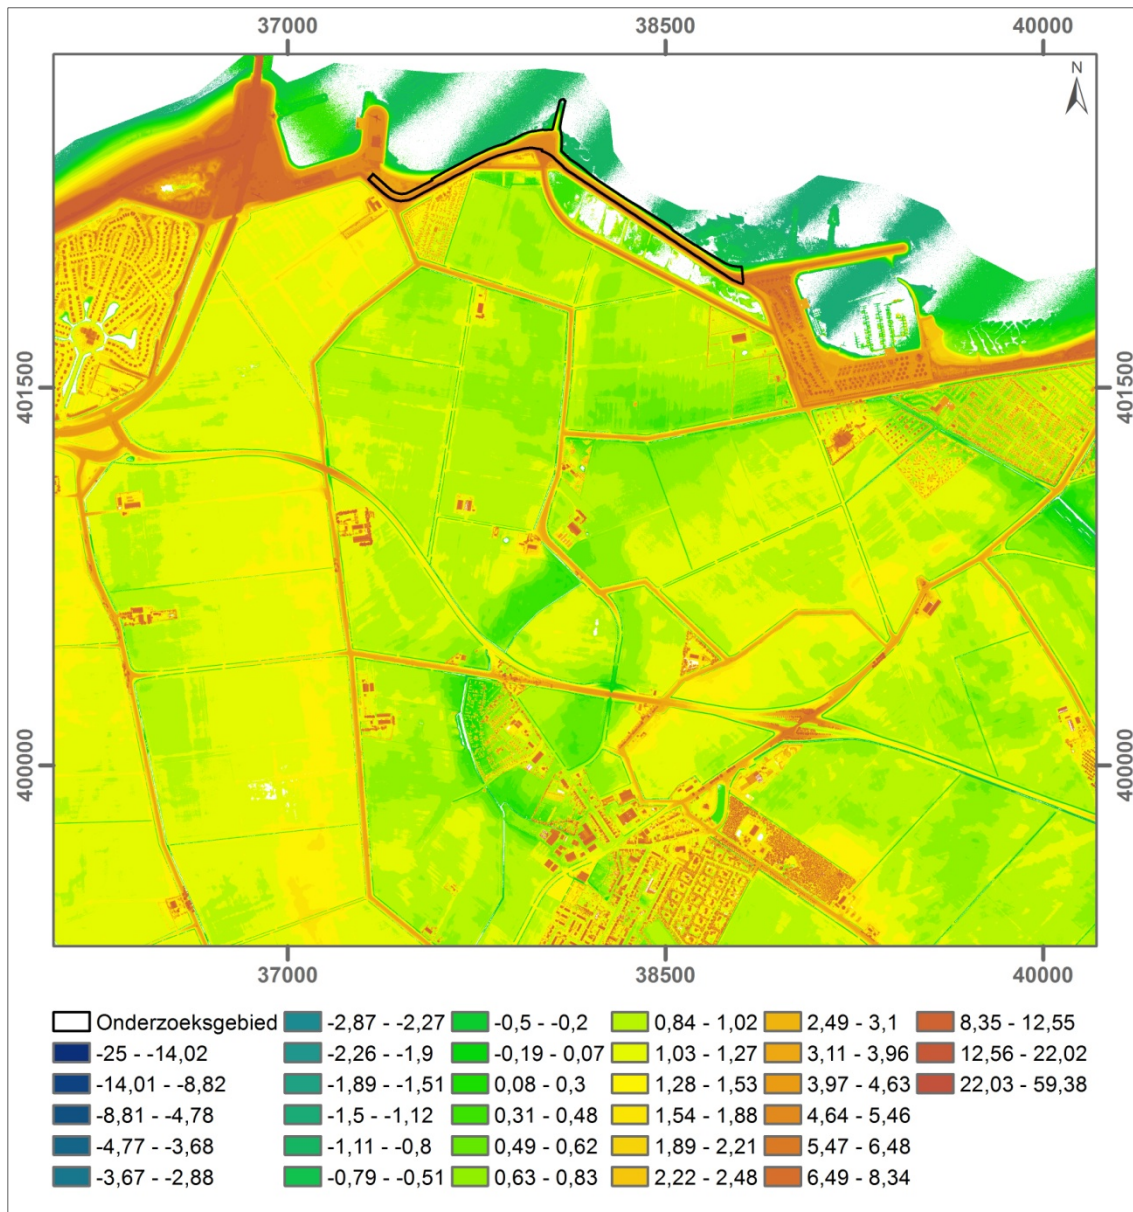 37000 38500 40000
N
401500 401500
400000 400000
37000 38500 40000
Onderzoeksgebied -2,87 - -2,27 -0,5 - -0,2 0,84 - 1,02 2,49 - 3,1 8,35 - 12,55
-25 - -14,02 -2,26 - -1,9 -0,19 - 0,07 1,03 - 1,27 3,11 - 3,96 12,56 - 22,02
-14,01 - -8,82 -1,89 - -1,51 0,08 - 0,3 1,28 - 1,53 3,97 - 4,63 22,03 - 59,38
-8,81 - -4,78 -1,5 - -1,12 0,31 - 0,48 1,54 - 1,88 4,64 - 5,46
-4,77 - -3,68 -1,11 - -0,8 0,49 - 0,62 1,89 - 2,21 5,47 - 6,48
-3,67 - -2,88 -0,79 - -0,51 0,63 - 0,83 2,22 - 2,48 6,49 - 8,34